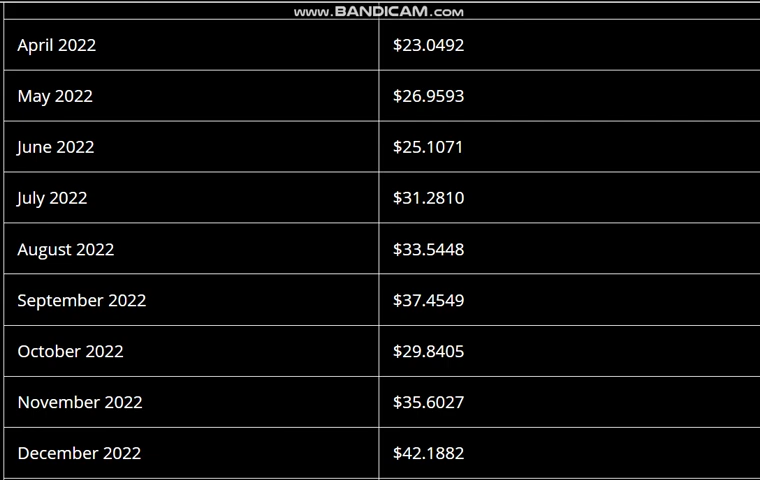 www.BANDICAM.com
April 2022 $23.0492
May 2022 $26.9593
June 2022 $25.1071
July 2022 $31.2810
August 2022 $33.5448
September 2022 $37.4549
October 2022 $29.8405
November 2022 $35.6027
December 2022 $42.1882